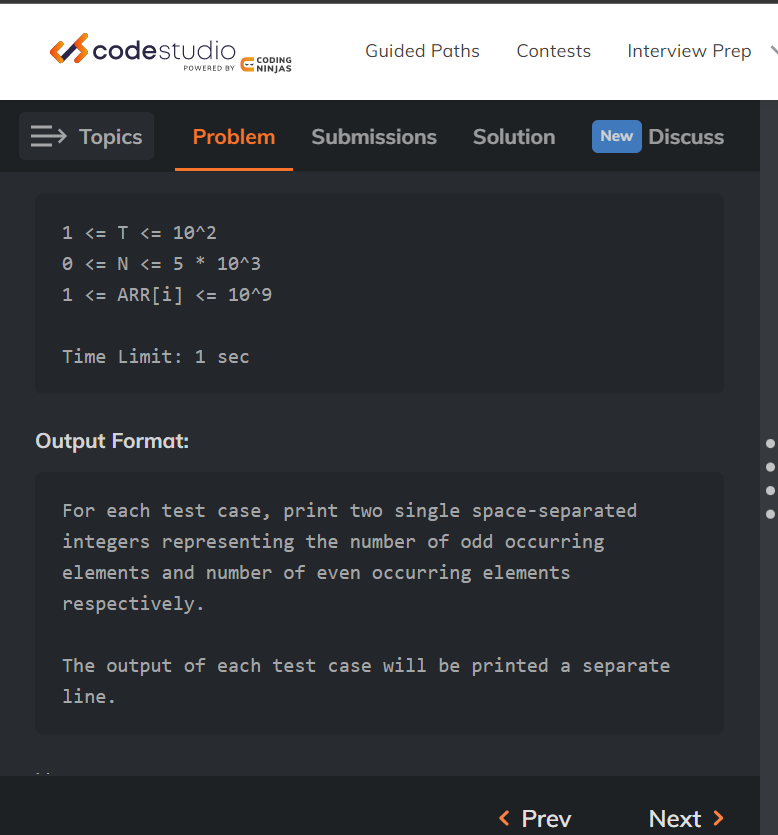 codestudio
POWERED BY CODING NINJAS
Guided Paths Contests Interview Prep
Topics Problem Submissions Solution New Discuss
1 <= T <= 10^2
0 <= N <= 5 * 10^3
1 <= ARR[i] <= 10^9
Time Limit: 1 sec
Output Format:
For each test case, print two single space-separated
integers representing the number of odd occurring
elements and number of even occurring elements
respectively.
The output of each test case will be printed a separate
line.
Prev Next